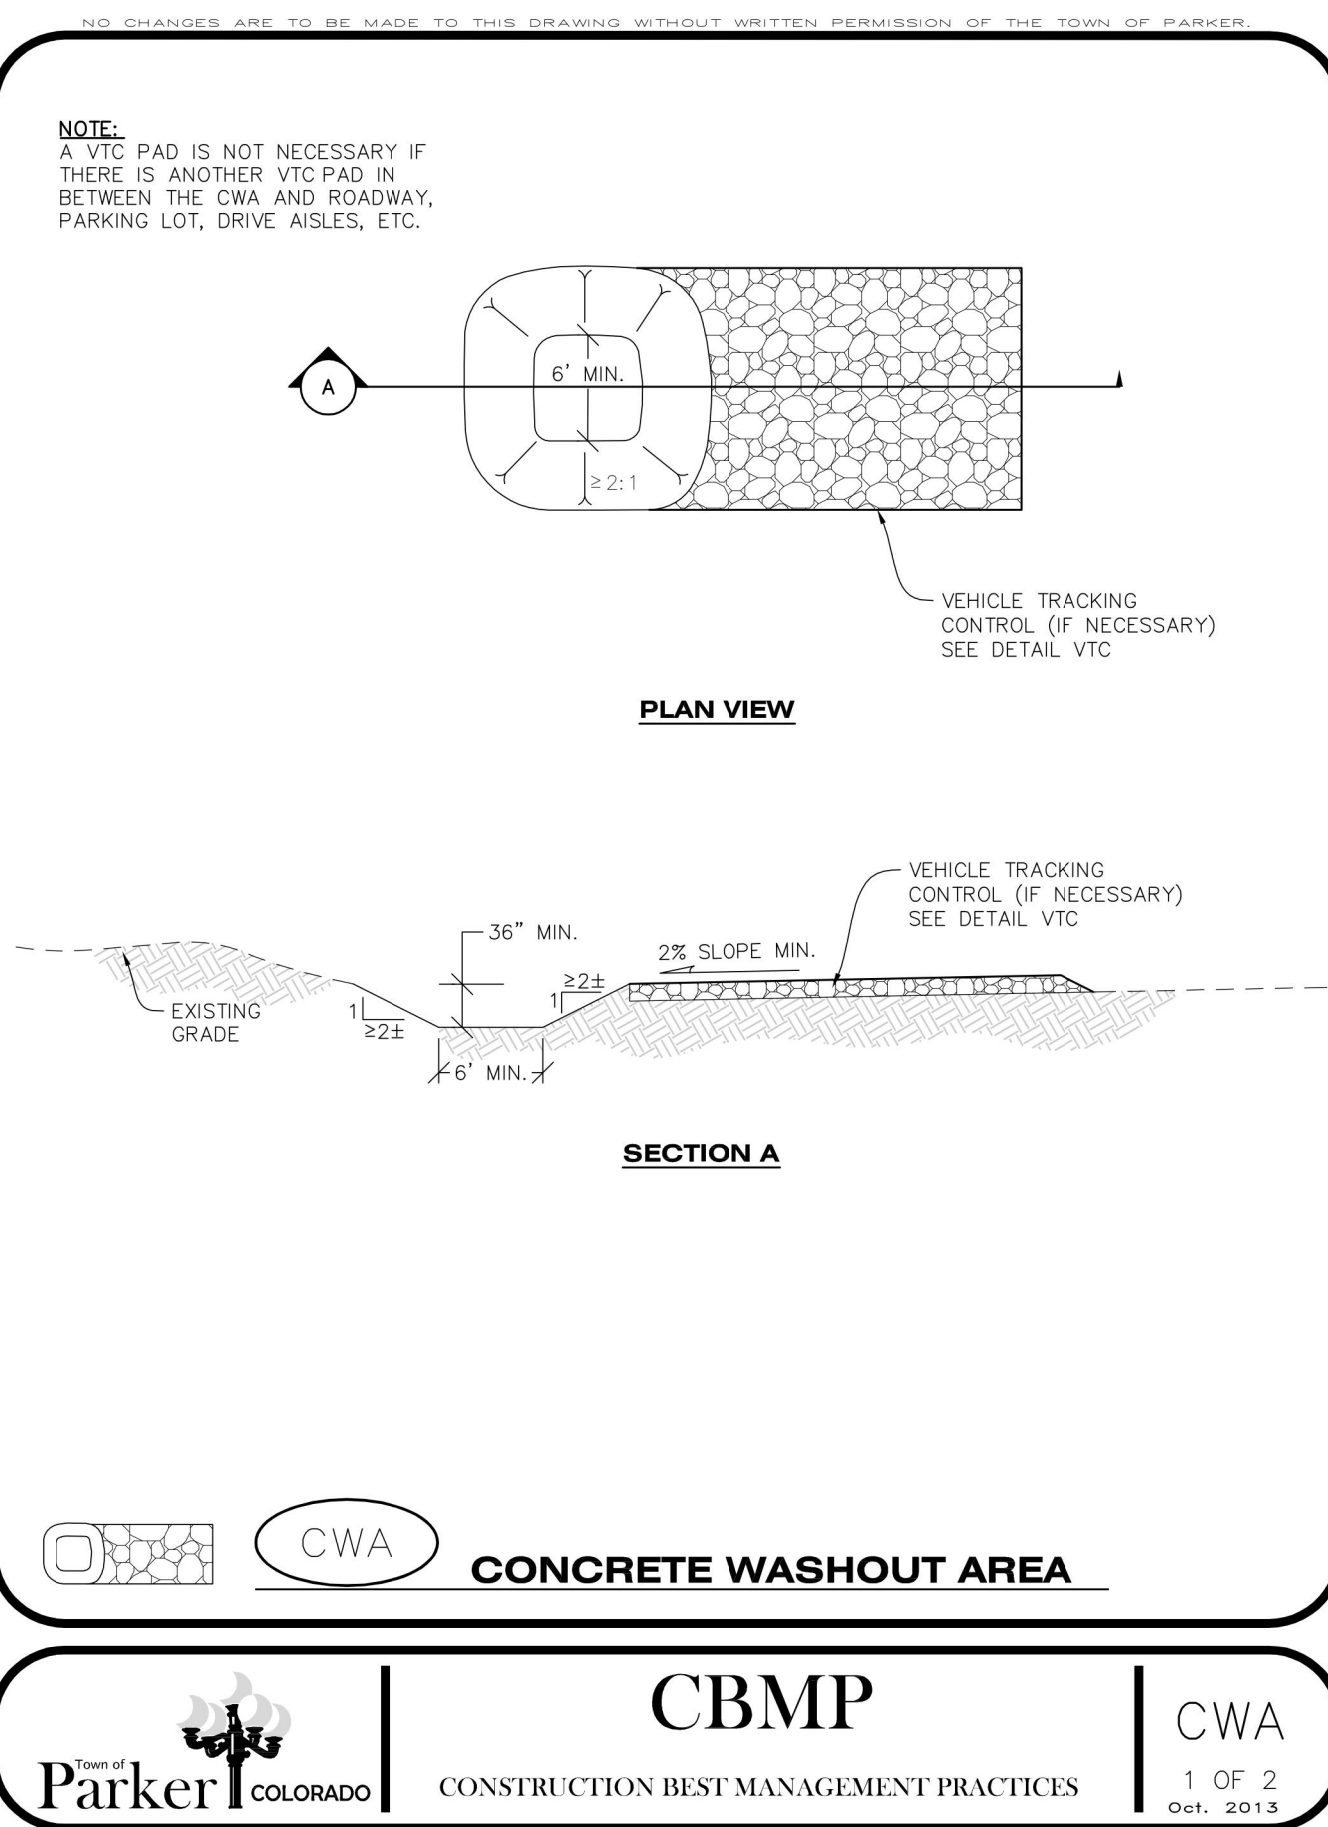 NO CHANGES ARE TO BE MADE TO THIS DRAWING WITHOUT WRITTEN PERMISSION OF THE TOWN OF PARKER.
NOTE:
A VTC PAD IS NOT NECESSARY IF
THERE IS ANOTHER VTC PAD IN
BETWEEN THE CWA AND ROADWAY,
PARKING LOT, DRIVE AISLES, ETC.
A
6' MIN.
≥2:1
VEHICLE TRACKING
CONTROL (IF NECESSARY)
SEE DETAIL VTC
PLAN VIEW
VEHICLE TRACKING
CONTROL (IF NECESSARY)
SEE DETAIL VTC
36" MIN.
2% SLOPE MIN.
≥2±
1
1
≥2±
EXISTING
GRADE
6' MIN.
SECTION A
CWA
CONCRETE WASHOUT AREA
Town of
Parker
COLORADO
CBMP
CONSTRUCTION BEST MANAGEMENT PRACTICES
CWA
1 OF 2
Oct. 2013